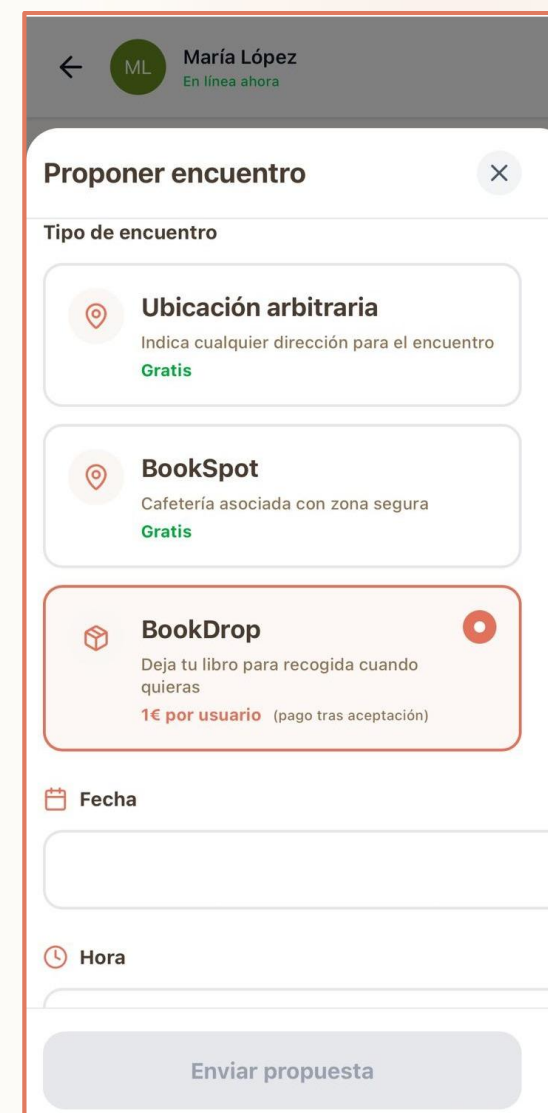 ML
María López
En línea ahora
Proponer encuentro
Tipo de encuentro
Ubicación arbitraria
Indica cualquier dirección para el encuentro
Gratis
BookSpot
Cafetería asociada con zona segura
Gratis
BookDrop
Deja tu libro para recogida cuando
quieras
1€ por usuario (pago tras aceptación)
Fecha
Hora
Enviar propuesta